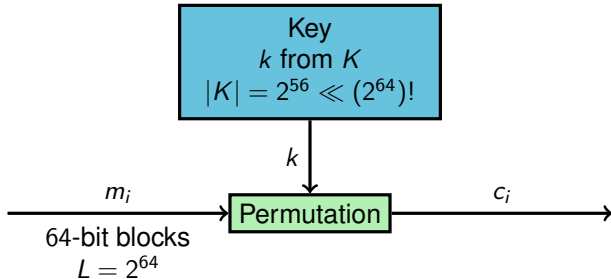 Key
k from K
|K| = 2^56 ≪ (2^64)!
k
m_i
Permutation
c_i
64-bit blocks
L = 2^64